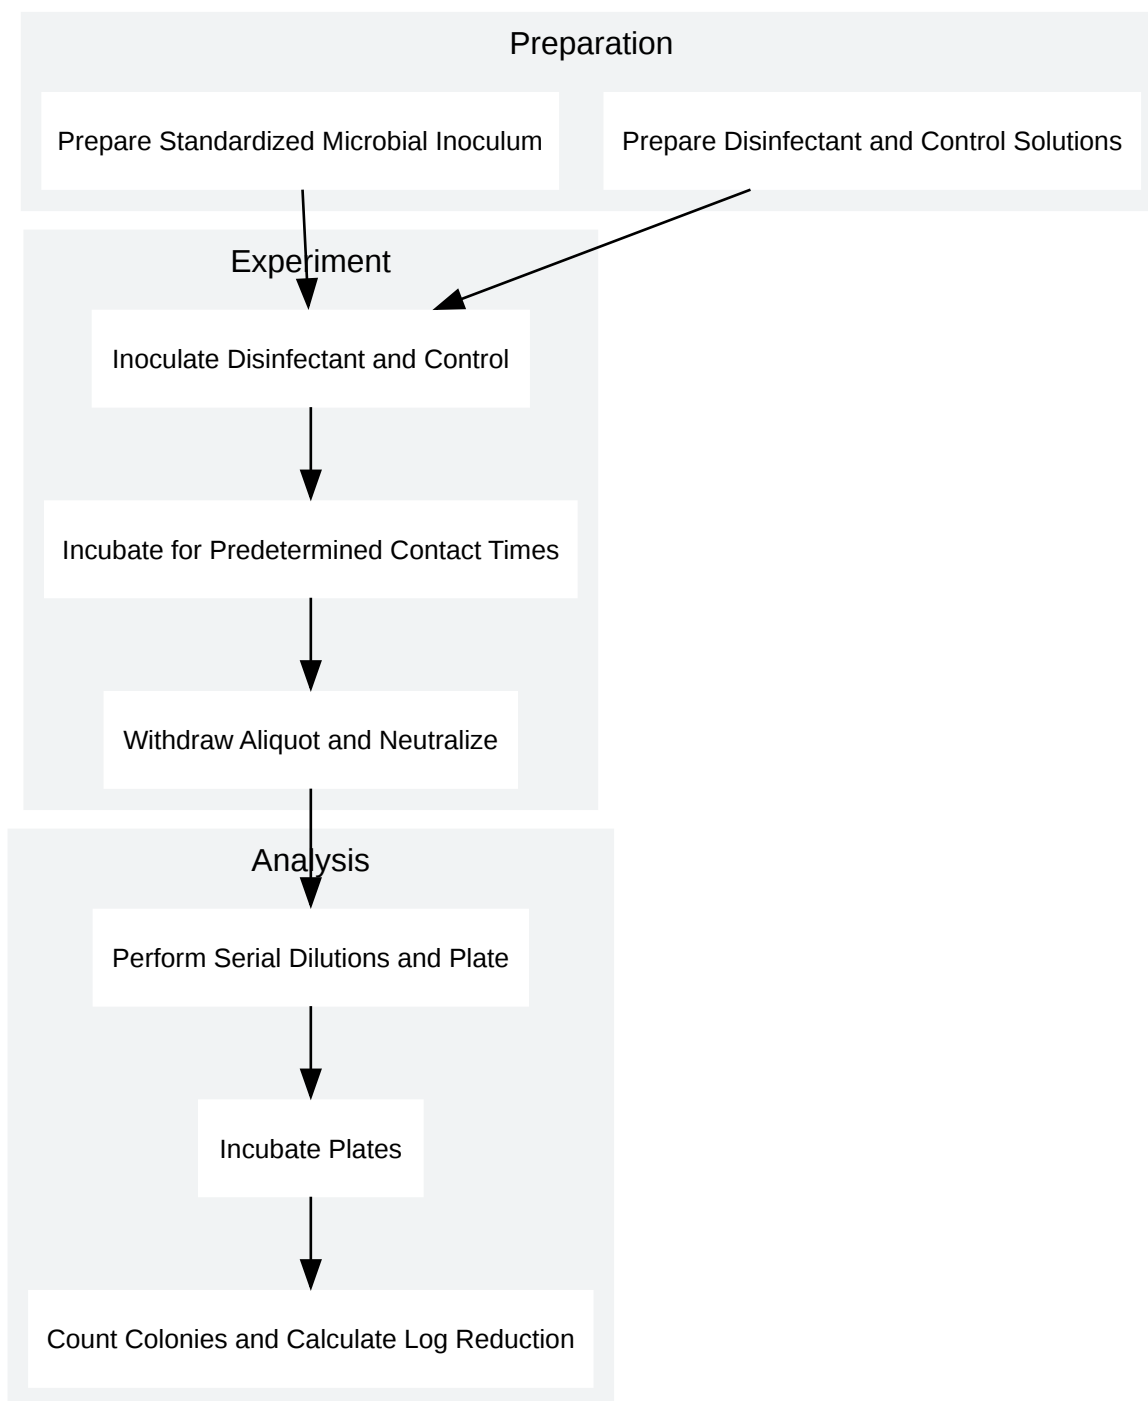 Preparation
Prepare Standardized Microbial Inoculum
Prepare Disinfectant and Control Solutions
Experiment
Inoculate Disinfectant and Control
Incubate for Predetermined Contact Times
Withdraw Aliquot and Neutralize
Analysis
Perform Serial Dilutions and Plate
Incubate Plates
Count Colonies and Calculate Log Reduction